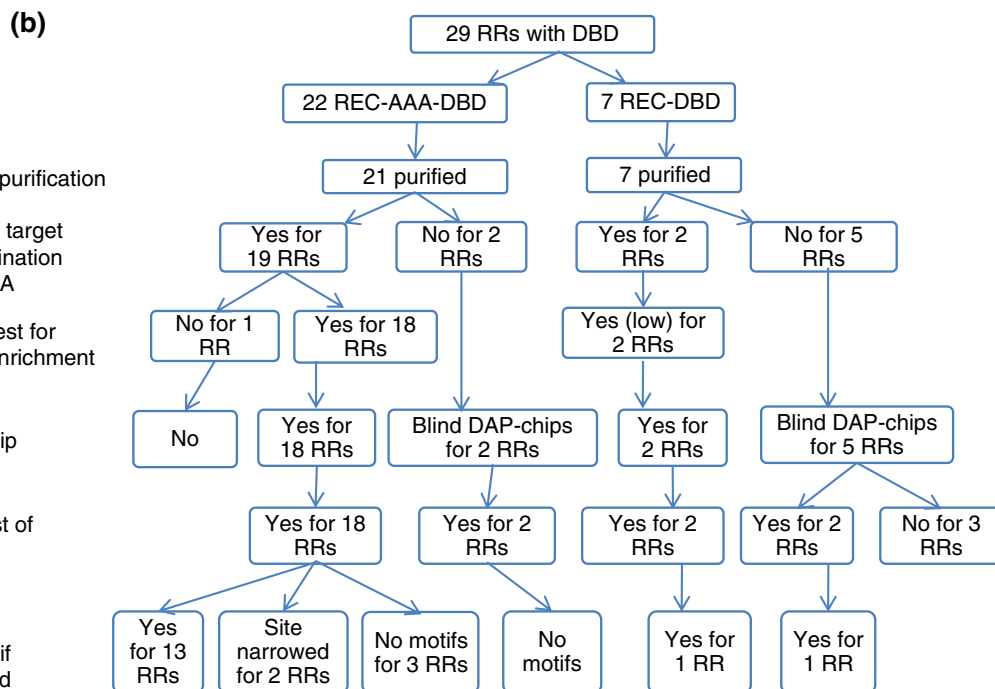 (b)
29 RRs with DBD
22 REC-AAA-DBD
7 REC-DBD
purification
21 purified
7 purified
target
ination
A
Yes for
19 RRs
No for 2
RRs
Yes for 2
RRs
No for 5
RRs
est for
nrichment
No for 1
RR
Yes for 18
RRs
Yes (low) for
2 RRs
ip
No
Yes for
18 RRs
Blind DAP-chips
for 2 RRs
Yes for
2 RRs
Blind DAP-chips
for 5 RRs
st of
Yes for 18
RRs
Yes for 2
RRs
Yes for 2
RRs
Yes for 2
RRs
No for 3
RRs
if
d
Yes
for 13
RRs
Site
narrowed
for 2 RRs
No motifs
for 3 RRs
No
motifs
Yes for
1 RR
Yes for
1 RR